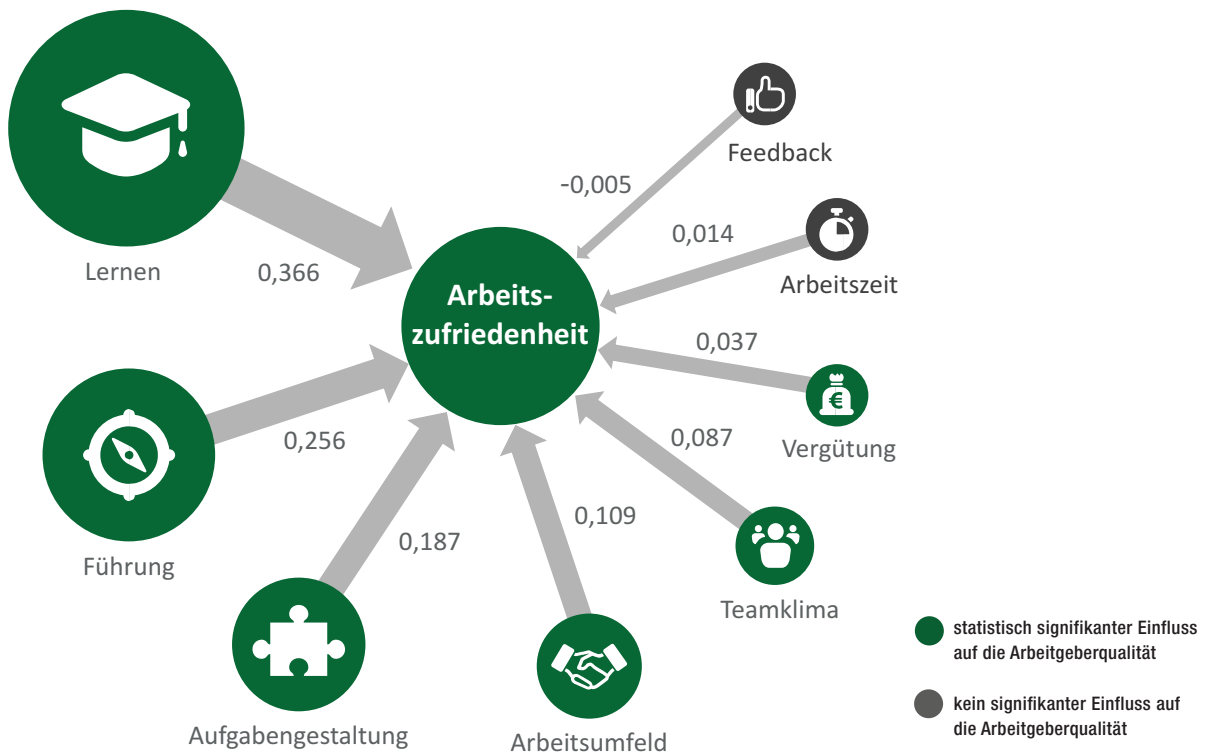 Feedback
-0,005
0,014
Arbeitszeit
Lernen
0,366
Arbeits-
zufriedenheit
0,037
Vergütung
0,256
0,087
Führung
0,187
0,109
Teamklima
Aufgabengestaltung
Arbeitsumfeld
€
statistisch signifikanter Einfluss
auf die Arbeitgeberqualität
kein signifikanter Einfluss auf
die Arbeitgeberqualität